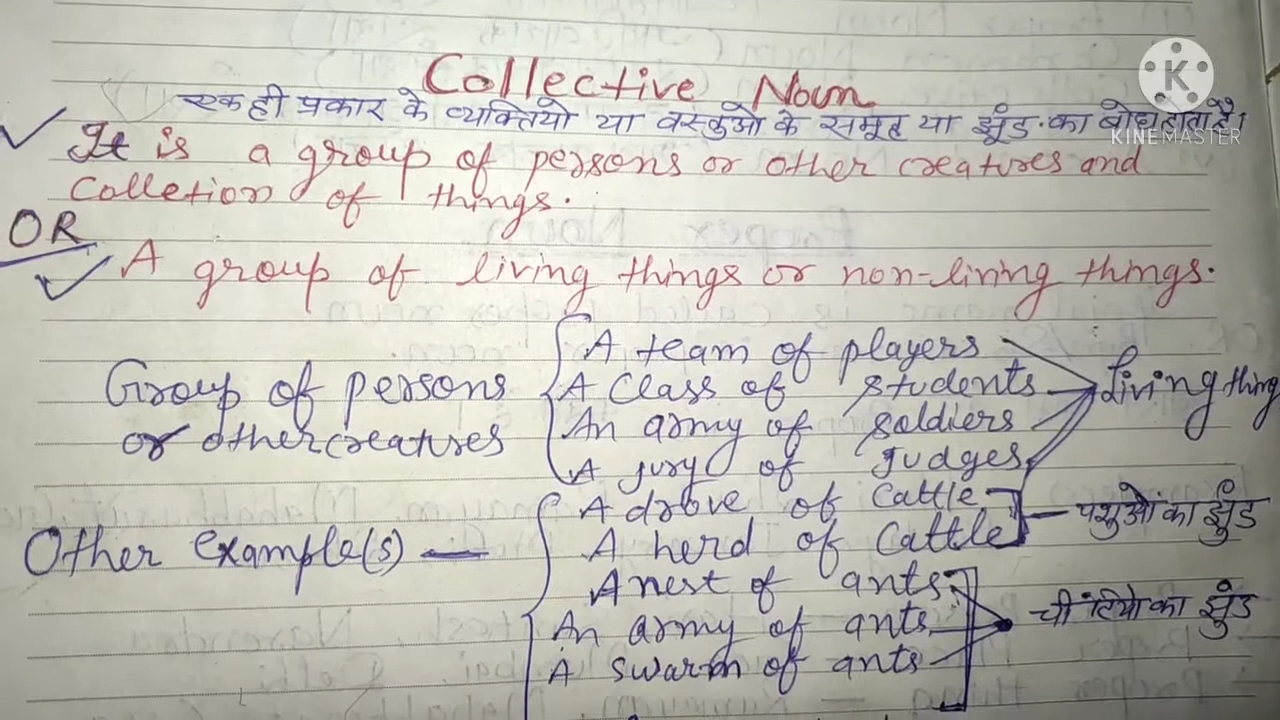 Collective Noun
एक ही प्रकार के व्यक्तियो या वस्तुओ के समूह या झूंड का बोध होता है।
It is a group of persons or other creatures and
Colletion of things.
OR
A group of living things or non-living things.
Group of persons
or other creatures
A team of players
A Class of students
An army of soldiers
A jury of judges
Living thing
Other example(s) —
A drove of cattle
A herd of Cattle
पशुओं का झुँड
A nest of ants
An army of ants
A swarm of ants
चींटियो का झुँड
K
KINEMASTER